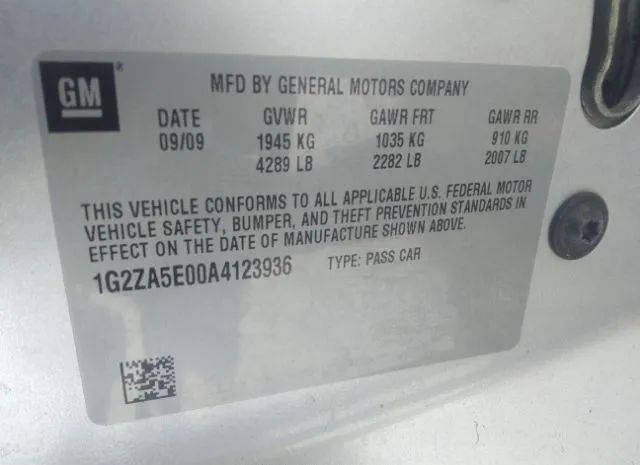 GM®
MFD BY GENERAL MOTORS COMPANY
DATE GVWR GAWR FRT GAWR RR
09/09 1945 KG 1035 KG 910 KG
4289 LB 2282 LB 2007 LB
THIS VEHICLE CONFORMS TO ALL APPLICABLE U.S. FEDERAL MOTOR
VEHICLE SAFETY, BUMPER, AND THEFT PREVENTION STANDARDS IN
EFFECT ON THE DATE OF MANUFACTURE SHOWN ABOVE.
1G2ZA5E00A4123936 TYPE: PASS CAR